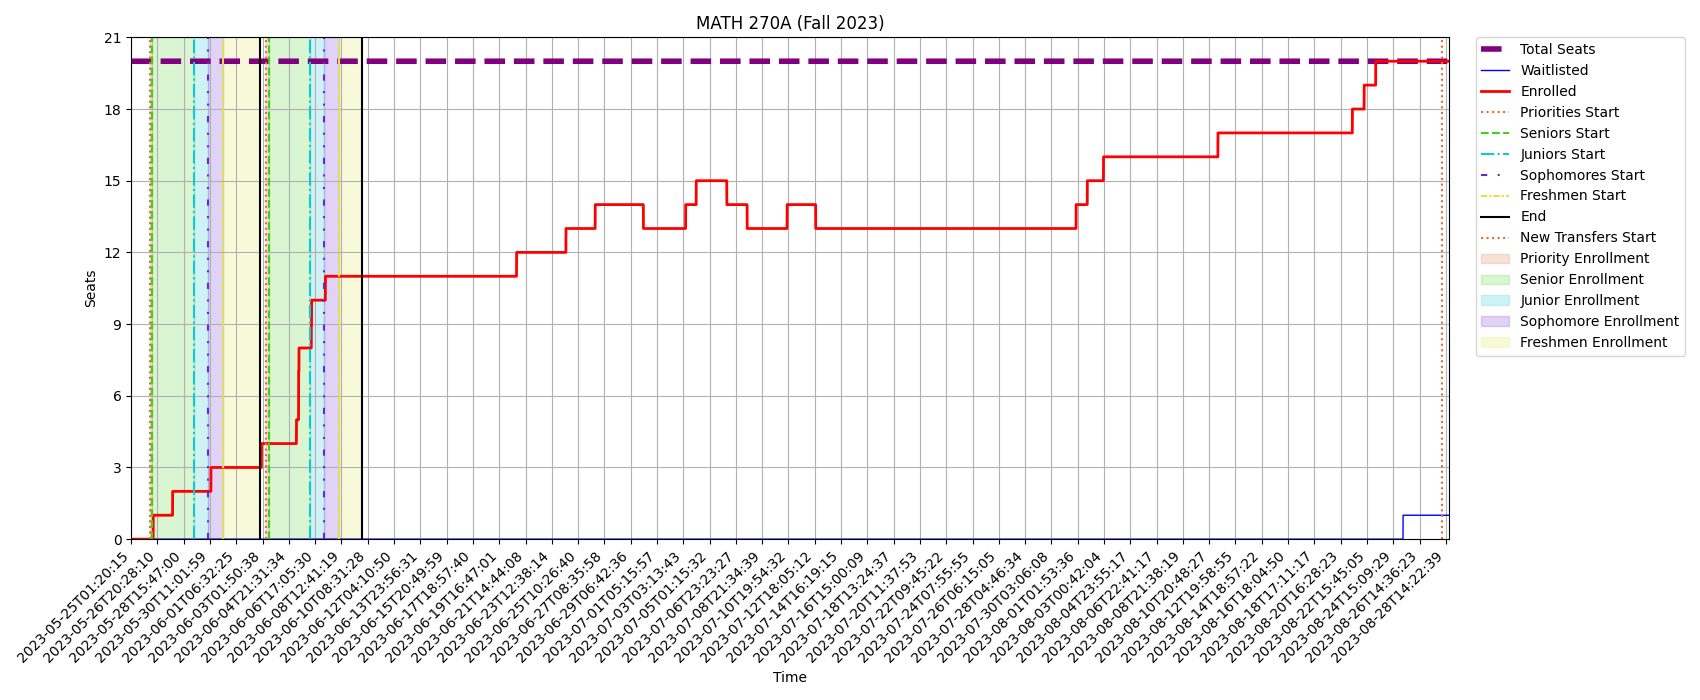 MATH 270A (Fall 2023)
21
18
15
12
9
6
3
0
Seats
2023-05-25T01:20:15
2023-05-26T20:28:10
2023-05-28T15:47:00
2023-05-30T11:01:59
2023-06-01T06:32:25
2023-06-03T01:50:38
2023-06-04T21:31:34
2023-06-06T17:05:30
2023-06-08T12:41:19
2023-06-10T08:31:28
2023-06-12T04:10:50
2023-06-13T23:56:31
2023-06-15T20:49:59
2023-06-17T18:57:40
2023-06-19T16:47:01
2023-06-21T14:44:08
2023-06-23T12:38:14
2023-06-25T10:26:40
2023-06-27T08:35:58
2023-06-29T06:42:36
2023-07-01T05:15:57
2023-07-03T03:13:43
2023-07-05T01:15:32
2023-07-06T23:23:27
2023-07-08T21:34:39
2023-07-10T19:54:32
2023-07-12T18:05:12
2023-07-14T16:19:15
2023-07-16T15:00:09
2023-07-18T13:24:37
2023-07-20T11:37:53
2023-07-22T09:45:22
2023-07-24T07:55:55
2023-07-26T06:15:05
2023-07-28T04:46:34
2023-07-30T03:06:08
2023-08-01T01:53:36
2023-08-03T00:42:04
2023-08-04T23:55:17
2023-08-06T22:41:17
2023-08-08T21:38:19
2023-08-10T20:48:27
2023-08-12T19:58:55
2023-08-14T18:57:22
2023-08-16T18:04:50
2023-08-18T17:11:17
2023-08-20T16:28:23
2023-08-22T15:45:05
2023-08-24T15:09:29
2023-08-26T14:36:23
2023-08-28T14:22:39
Time
Total Seats
Waitlisted
Enrolled
Priorities Start
Seniors Start
Juniors Start
Sophomores Start
Freshmen Start
End
New Transfers Start
Priority Enrollment
Senior Enrollment
Junior Enrollment
Sophomore Enrollment
Freshmen Enrollment